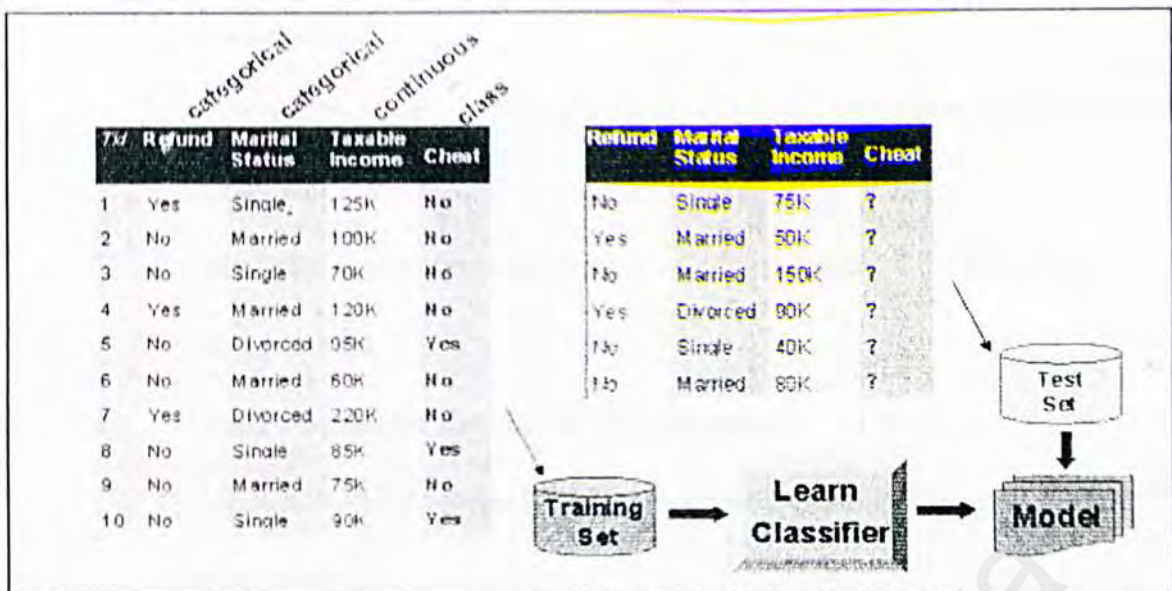 categorical categorical continuous class
Tid Refund Marital Status Taxable Income Cheat
1 Yes Single 125K No
2 No Married 100K No
3 No Single 70K No
4 Yes Married 120K No
5 No Divorced 95K Yes
6 No Married 60K No
7 Yes Divorced 220K No
8 No Single 85K Yes
9 No Married 75K No
10 No Single 90K Yes
Refund Marital Status Taxable Income Cheat
No Single 75K ?
Yes Married 50K ?
No Married 150K ?
Yes Divorced 90K ?
No Single 40K ?
No Married 80K ?
Test
Set
Training
Set
Learn
Classifier
Model